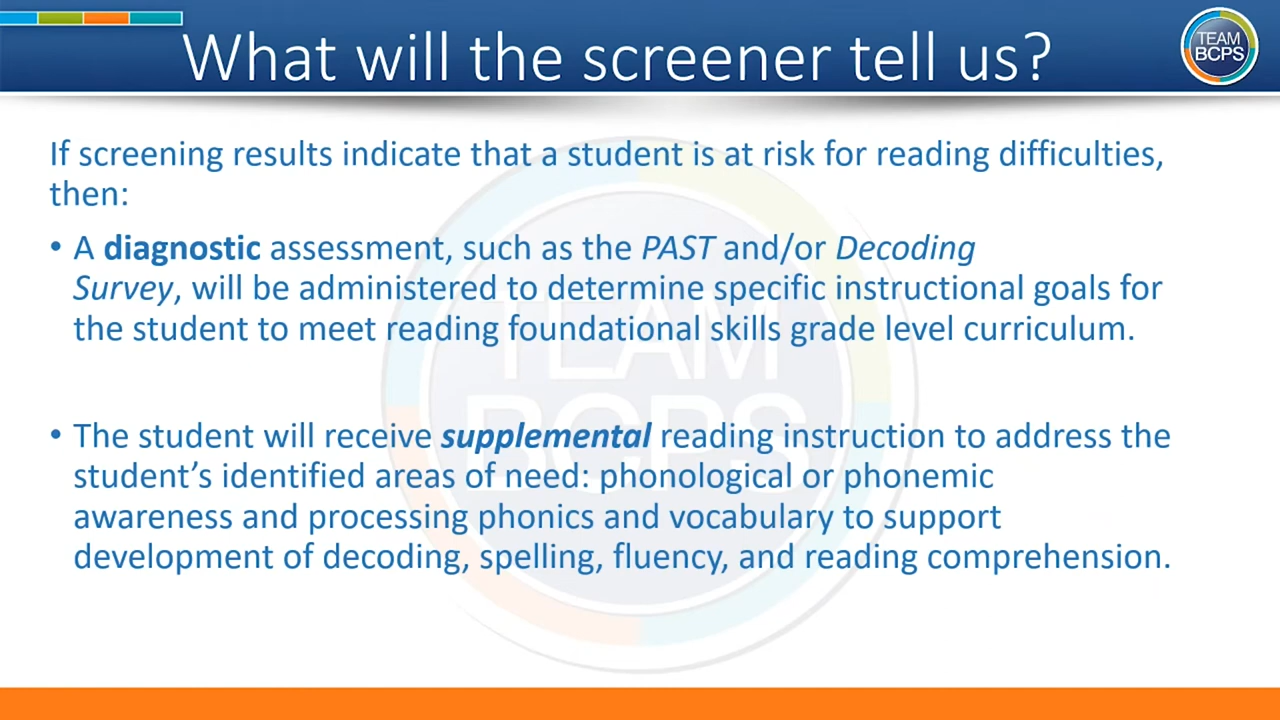 What will the screener tell us?
TEAM
BCPS
If screening results indicate that a student is at risk for reading difficulties,
then:
• A diagnostic assessment, such as the PAST and/or Decoding
Survey, will be administered to determine specific instructional goals for
the student to meet reading foundational skills grade level curriculum.
• The student will receive supplemental reading instruction to address the
student’s identified areas of need: phonological or phonemic
awareness and processing phonics and vocabulary to support
development of decoding, spelling, fluency, and reading comprehension.
TEAM
BCPS